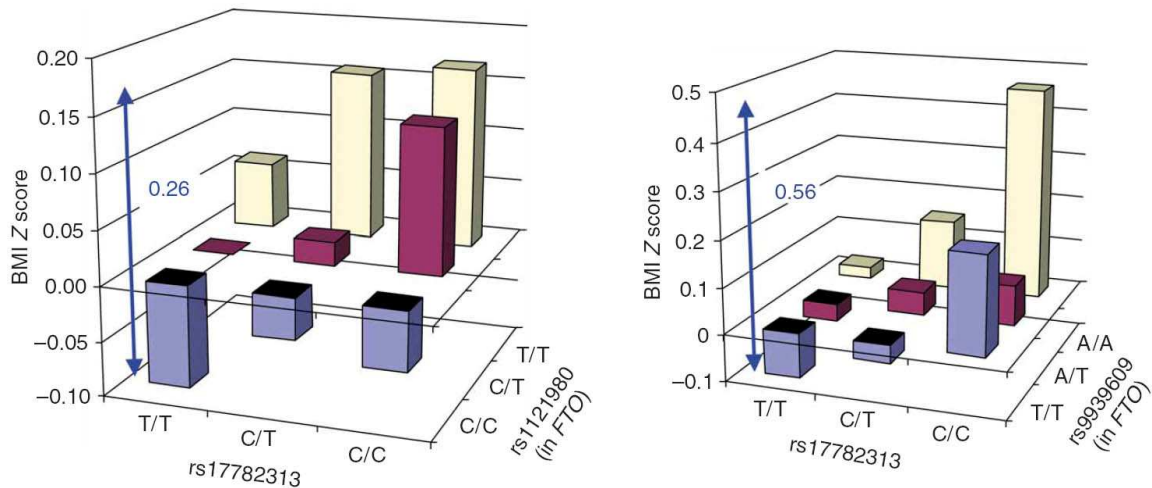 BMI Z score
0.20
0.15
0.10
0.05
0.00
−0.05
−0.10
0.26
T/T
C/T
C/C
rs17782313
T/T
C/T
C/C
rs1121980
(in FTO)
BMI Z score
0.5
0.4
0.3
0.2
0.1
0
−0.1
0.56
T/T
C/T
C/C
rs17782313
A/A
A/T
T/T
rs9939609
(in FTO)